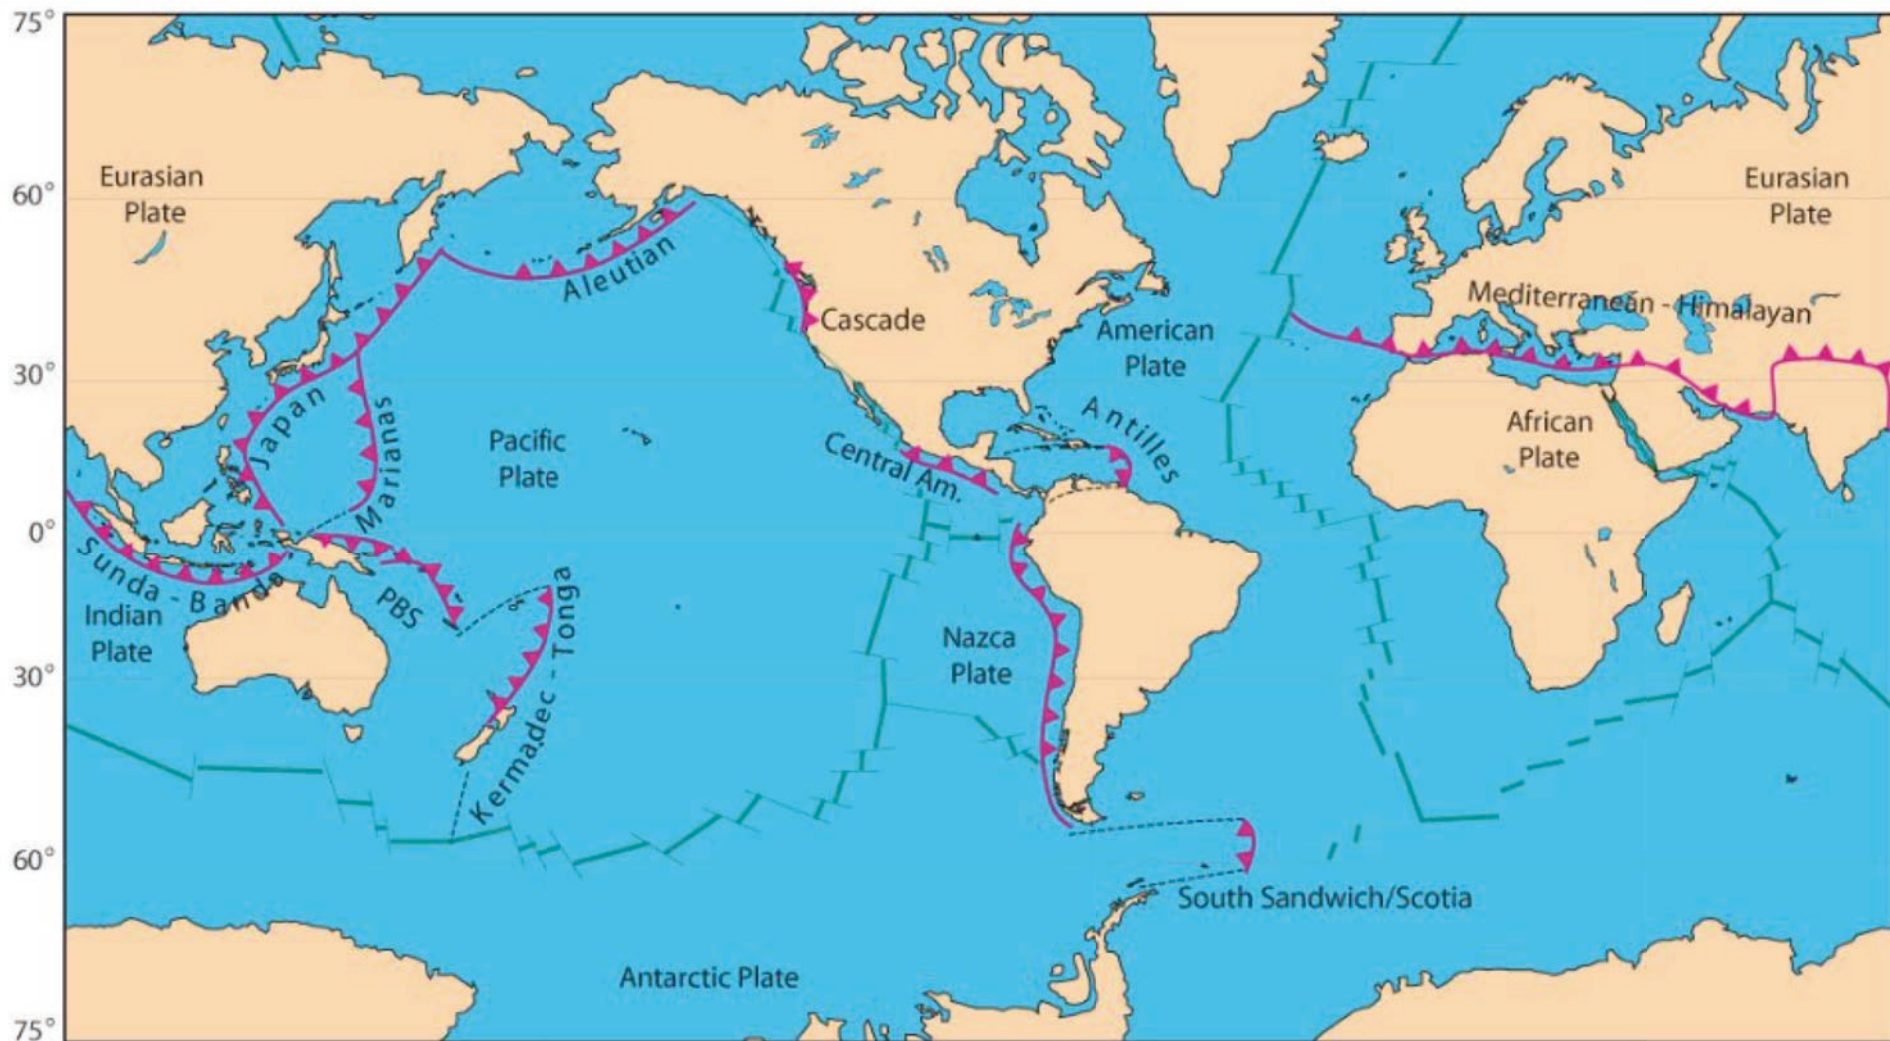 75°
60°
30°
0°
30°
60°
75°
Eurasian
Plate
Aleutian
Cascade
American
Plate
Eurasian
Plate
Mediterranean - Himalayan
Japan
Marianas
Pacific
Plate
Central Am.
Antilles
African
Plate
Sunda - Banda
Indian
Plate
PBS
Kermadec - Tonga
Nazca
Plate
South Sandwich/Scotia
Antarctic Plate